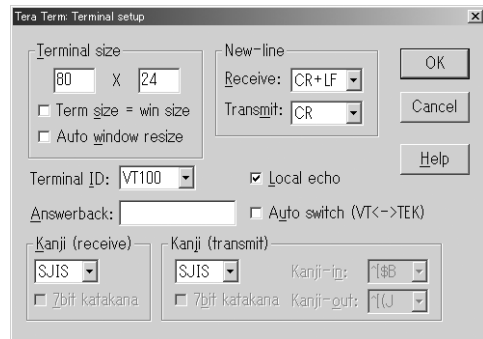 Tera Term: Terminal setup
Terminal size
80 X 24
Term size = win size
Auto window resize
New-line
Receive: CR+LF
Transmit: CR
OK
Cancel
Help
Terminal ID: VT100
Local echo
Answerback:
Auto switch (VT<->TEK)
Kanji (receive)
SJIS
7bit katakana
Kanji (transmit)
SJIS
7bit katakana
Kanji-in: ^[$B
Kanji-out: ^[(J